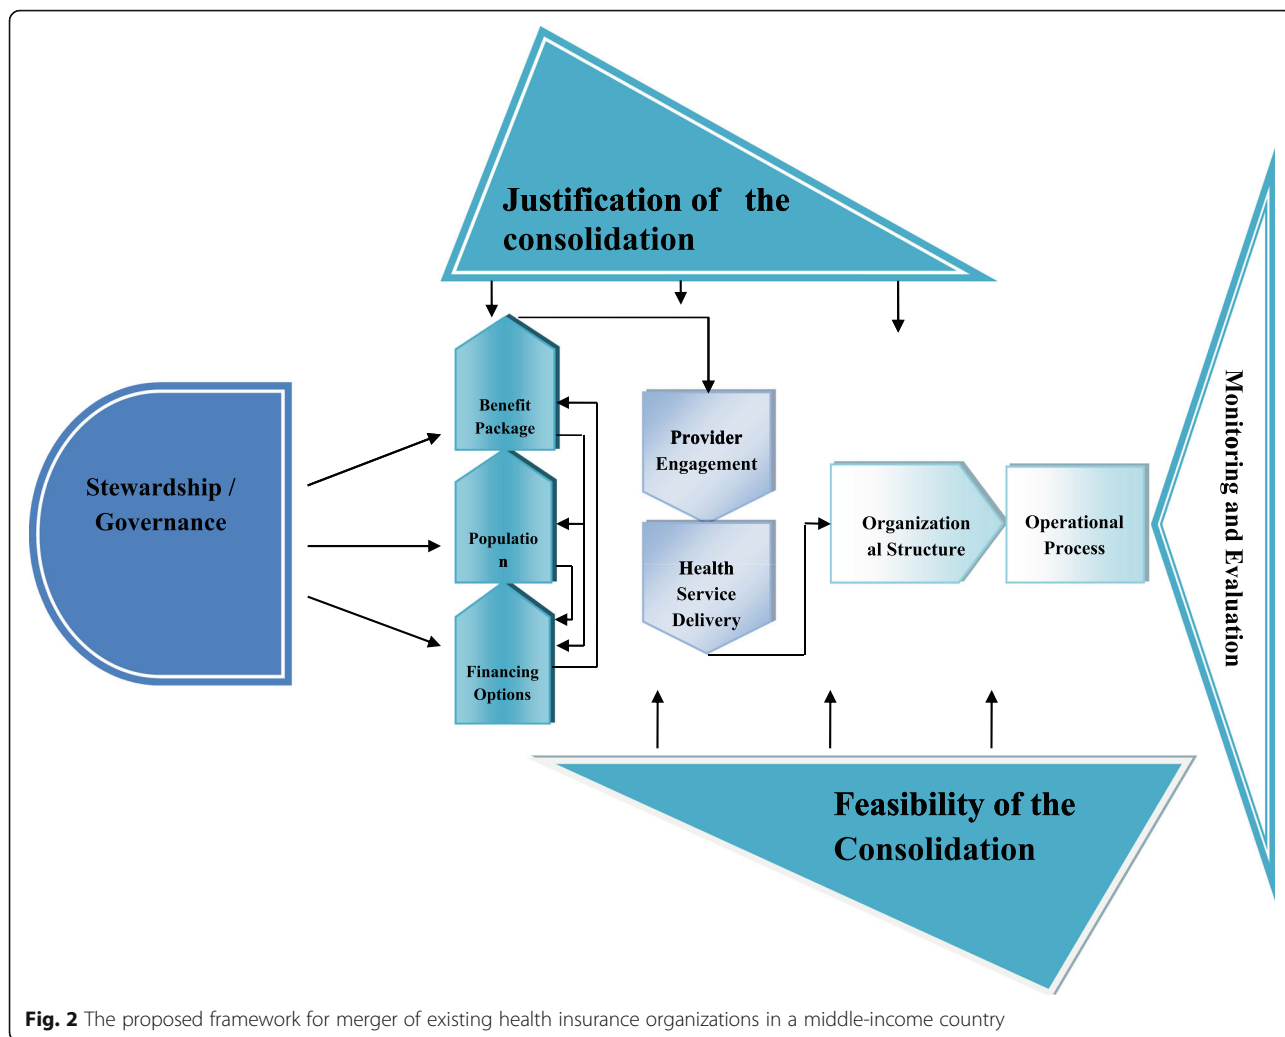 Justification of the
consolidation
Stewardship /
Governance
Benefit
Package
Populatio
n
Financing
Options
Provider
Engagement
Health
Service
Delivery
Organization
al Structure
Operational
Process
Monitoring and Evaluation
Feasibility of the
Consolidation
Fig. 2 The proposed framework for merger of existing health insurance organizations in a middle-income country